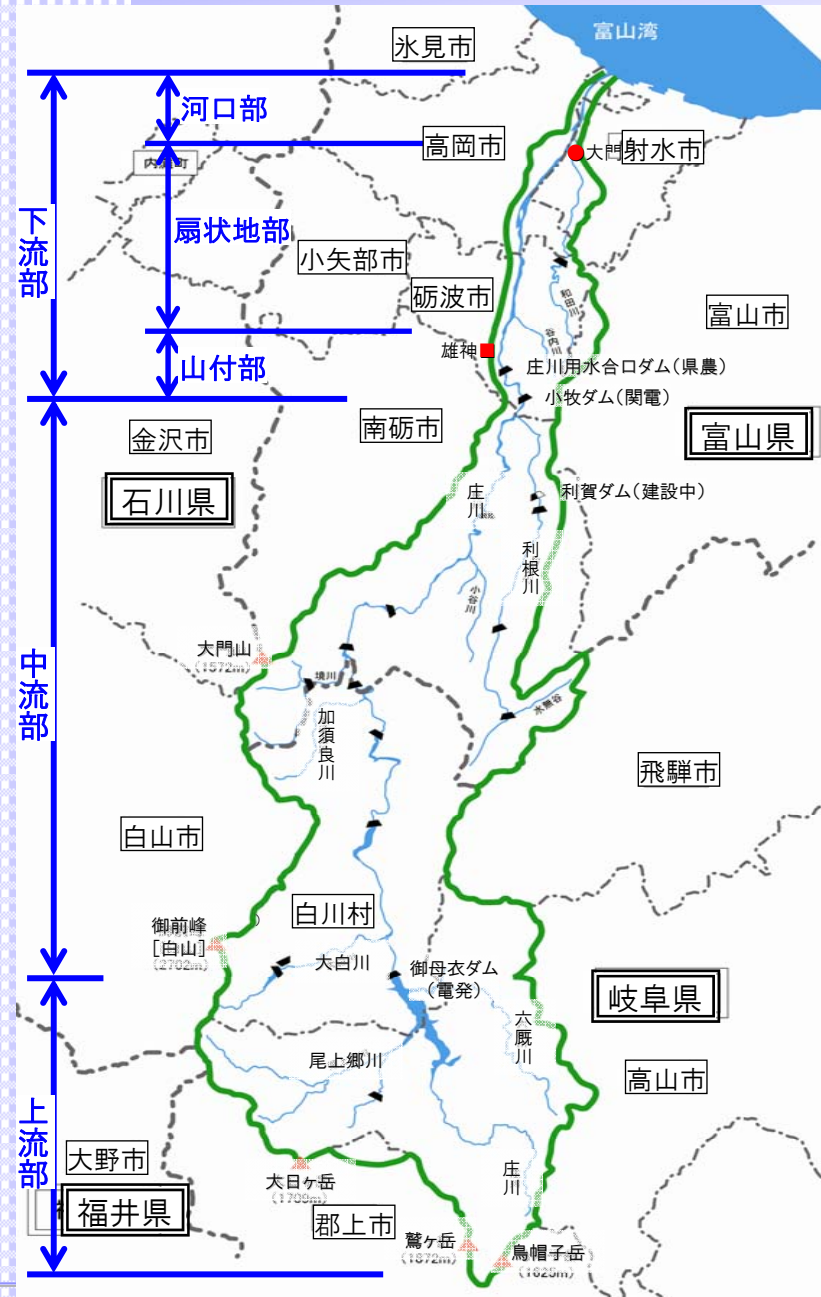 富山湾
氷見市
河口部
高岡市
大門
射水市
内灘町
下流部
扇状地部
小矢部市
砺波市
和田川
富山市
谷内川
雄神
山付部
庄川用水合口ダム(県農)
小牧ダム(関電)
金沢市
南砺市
富山県
石川県
庄川
利賀ダム(建設中)
利根川
小谷川
大門山
(1572m)
境川
中流部
水無谷
加須良川
飛騨市
白山市
白川村
御前峰
[白山]
(2702m)
大白川
御母衣ダム
(電発)
岐阜県
六厩川
尾上郷川
高山市
上流部
大野市
庄川
大日ヶ岳
(1709m)
福井県
郡上市
鷲ヶ岳
(1672m)
烏帽子岳
(1625m)